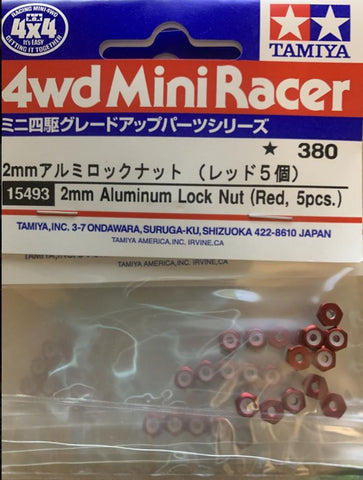 RACING MINI 4WD
4x4
It's EASY
GETTING IT TOGETHER
TAMIYA
4wd Mini Racer
ミニ四駆グレードアップパーツシリーズ
★ 380
2mmアルミロックナット (レッド5個)
15493 2mm Aluminum Lock Nut (Red, 5pcs.)
TAMIYA, INC. 3-7 ONDAWARA, SURUGA-KU, SHIZUOKA 422-8610 JAPAN
TAMIYA AMERICA, INC. IRVINE, CA
TAMIYA AMERICA, INC. IRVINE, CA